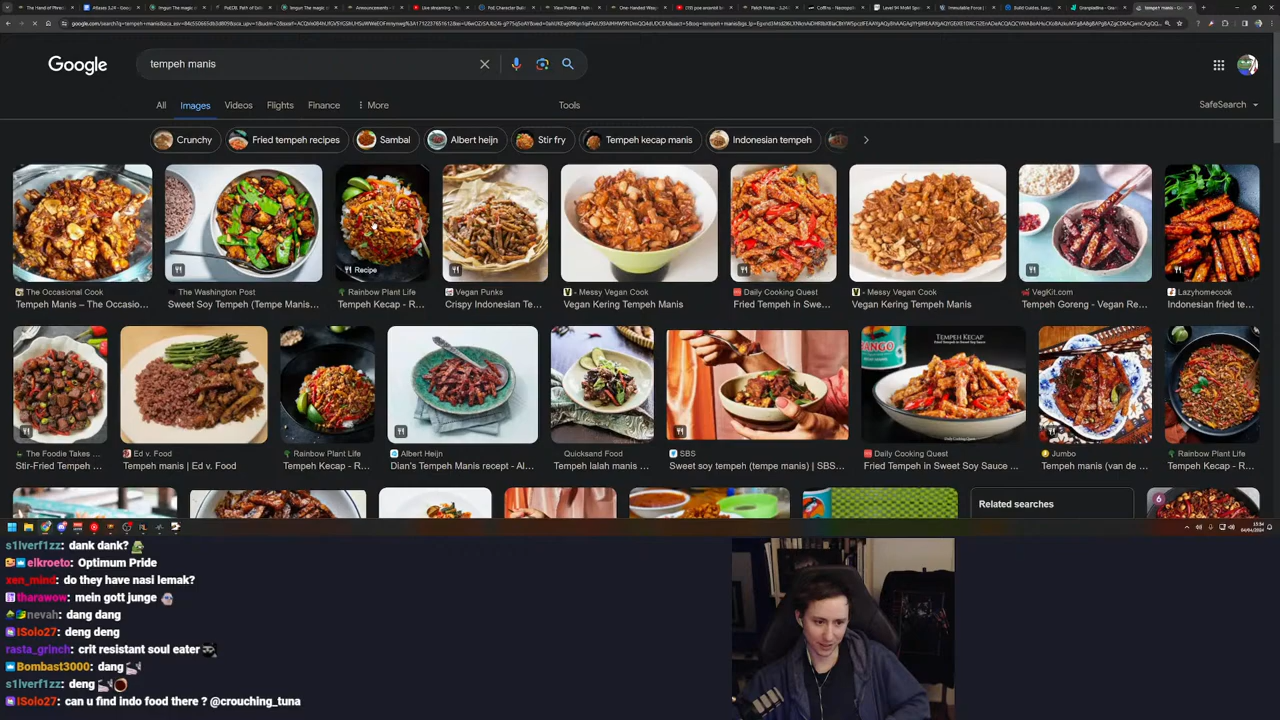 Google
tempeh manis
All Images Videos Flights Finance More Tools
SafeSearch
Crunchy Fried tempeh recipes Sambal Albert heijn Stir fry Tempeh kecap manis Indonesian tempeh
Recipe
The Occasional Cook The Washington Post Rainbow Plant Life Vegan Punks - Messy Vegan Cook Daily Cooking Quest - Messy Vegan Cook VegKit.com Lazyhomecook
Tempeh Manis – The Occasio... Sweet Soy Tempeh (Tempe Manis... Tempeh Kecap - R... Crispy Indonesian Te... Vegan Kering Tempeh Manis Fried Tempeh in Swe... Vegan Kering Tempeh Manis Tempeh Goreng - Vegan Re... Indonesian fried te...
TEMPEH KECAP
The Foodie Takes ... Ed v. Food Rainbow Plant Life Albert Heijn Quicksand Food SBS Daily Cooking Quest Jumbo Rainbow Plant Life
Stir-Fried Tempeh ... Tempeh manis | Ed v. Food Tempeh Kecap - R... Dian's Tempeh Manis recept - Al... Tempeh lalah manis ... Sweet soy tempeh (tempe manis) | SBS... Fried Tempeh in Sweet Soy Sauce ... Tempeh manis (van de ... Tempeh Kecap - R...
Related searches
15:54
04/04/2024
s1lverf1zz: dank dank?
elkroeto: Optimum Pride
xen_mind: do they have nasi lemak?
tharawow: mein gott junge
nevah: dang dang
ISolo27: deng deng
rasta_grinch: crit resistant soul eater
Bombast3000: dang
s1lverf1zz: deng
ISolo27: can u find indo food there ? @crouching_tuna